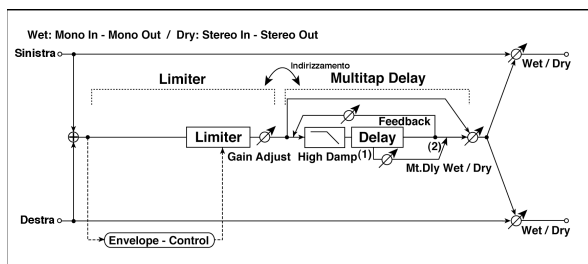 Wet: Mono In - Mono Out / Dry: Stereo In - Stereo Out
Sinistra
Wet / Dry
Indirizzamento
Limiter
Multitap Delay
Feedback
Limiter
Delay
Gain Adjust
High Damp
(1)
(2)
Mt.Dly Wet / Dry
Destra
Wet / Dry
Envelope - Control